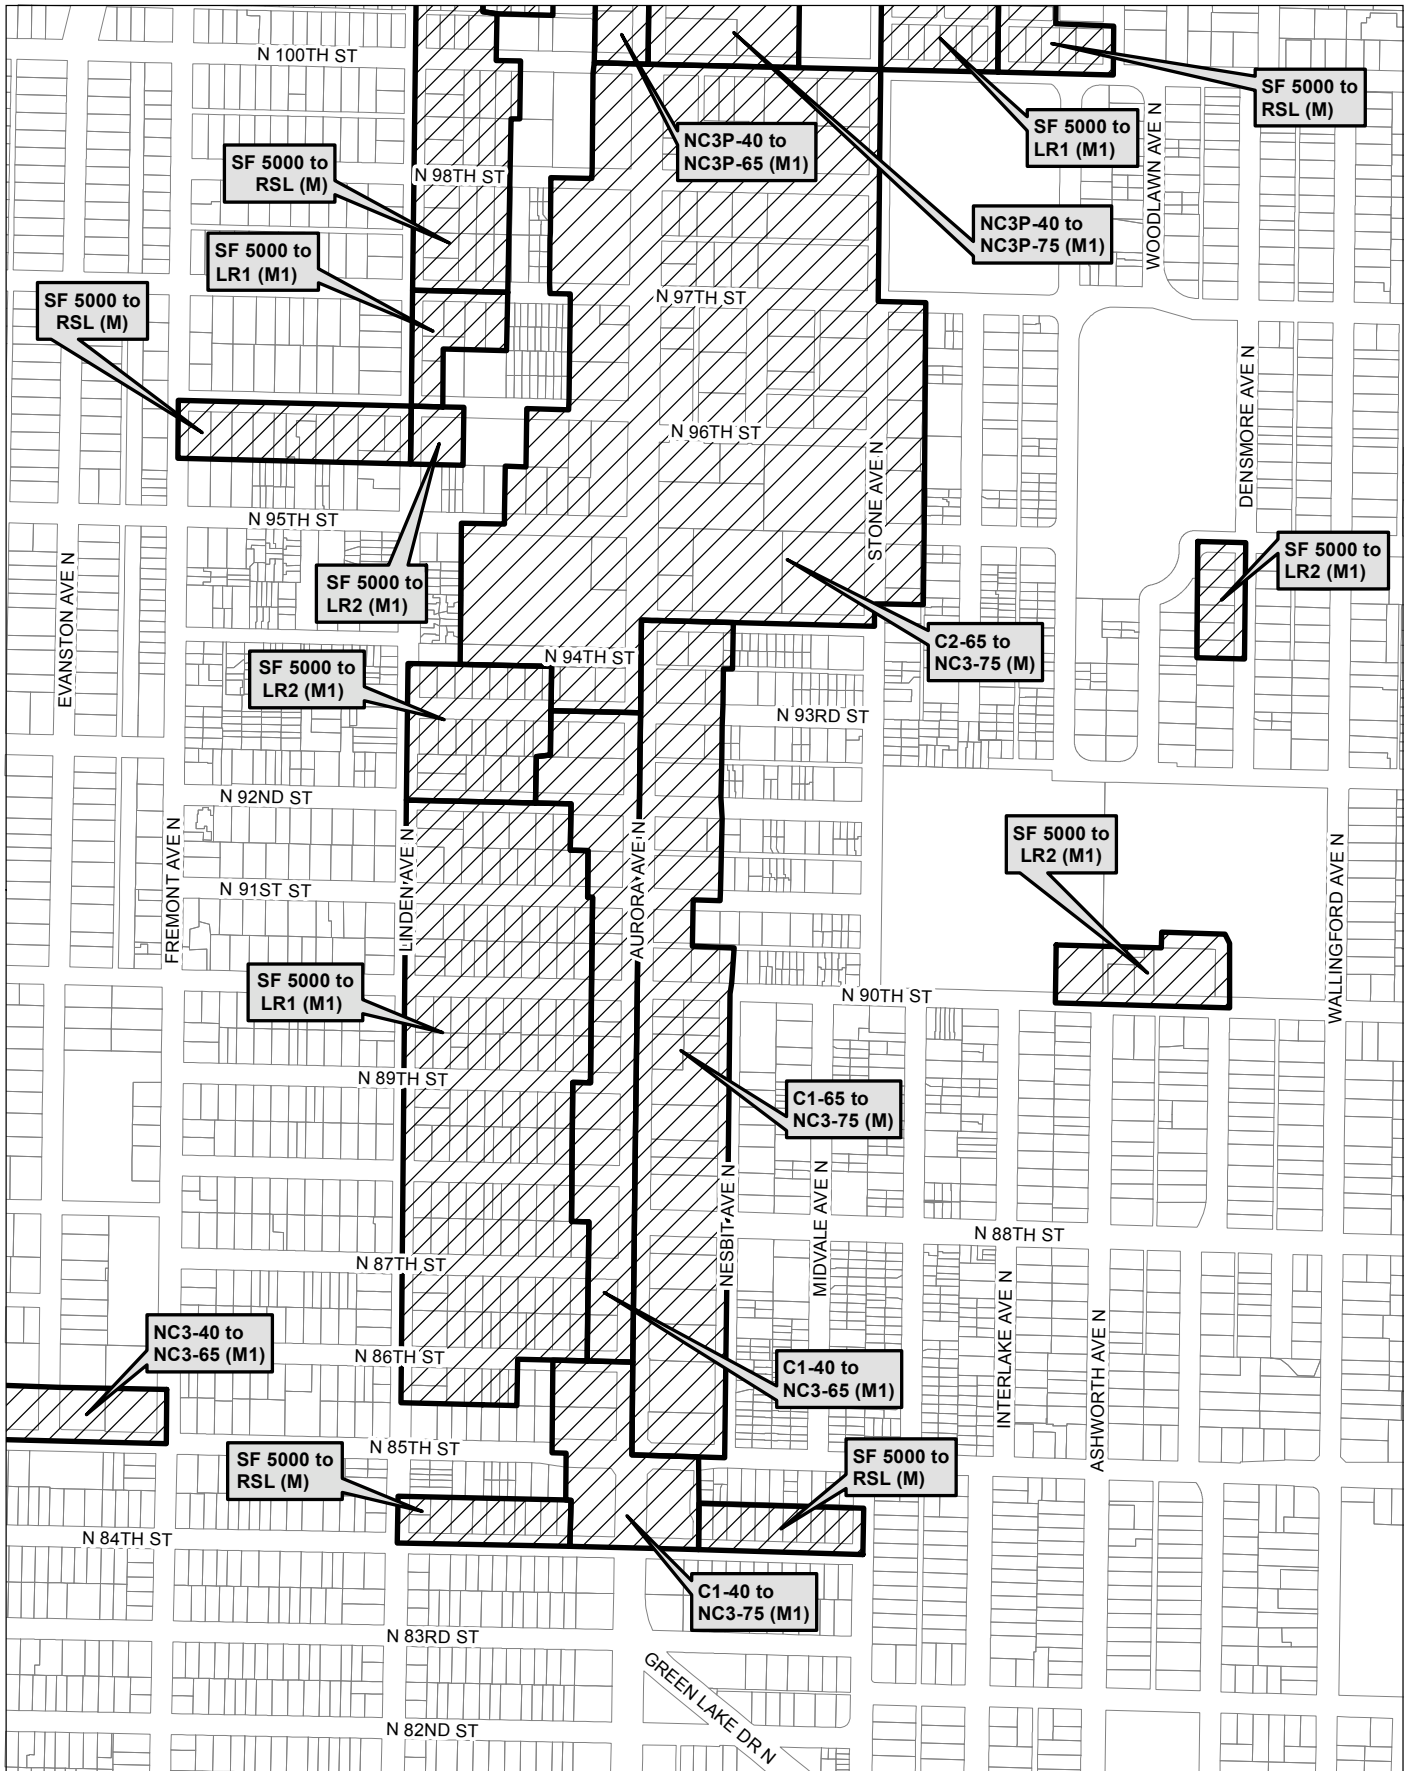 N 100TH ST
SF 5000 to
RSL (M)
NC3P-40 to
NC3P-65 (M1)
SF 5000 to
LR1 (M1)
WOODLAWN AVE N
SF 5000 to
RSL (M)
N 98TH ST
NC3P-40 to
NC3P-75 (M1)
SF 5000 to
LR1 (M1)
SF 5000 to
RSL (M)
N 97TH ST
DENSMORE AVE N
N 96TH ST
STONE AVE N
N 95TH ST
SF 5000 to
LR2 (M1)
SF 5000 to
LR2 (M1)
EVANSTON AVE N
C2-65 to
NC3-75 (M)
N 94TH ST
SF 5000 to
LR2 (M1)
N 93RD ST
N 92ND ST
SF 5000 to
LR2 (M1)
FREMONT AVE N
LINDEN AVE N
AURORA AVE N
WALLINGFORD AVE N
N 91ST ST
SF 5000 to
LR1 (M1)
N 90TH ST
N 89TH ST
C1-65 to
NC3-75 (M)
NESBIT AVE N
MIDVALE AVE N
N 88TH ST
N 87TH ST
INTERLAKE AVE N
ASHWORTH AVE N
NC3-40 to
NC3-65 (M1)
N 86TH ST
C1-40 to
NC3-65 (M1)
N 85TH ST
SF 5000 to
RSL (M)
SF 5000 to
RSL (M)
N 84TH ST
C1-40 to
NC3-75 (M1)
N 83RD ST
GREEN LAKE DR N
N 82ND ST